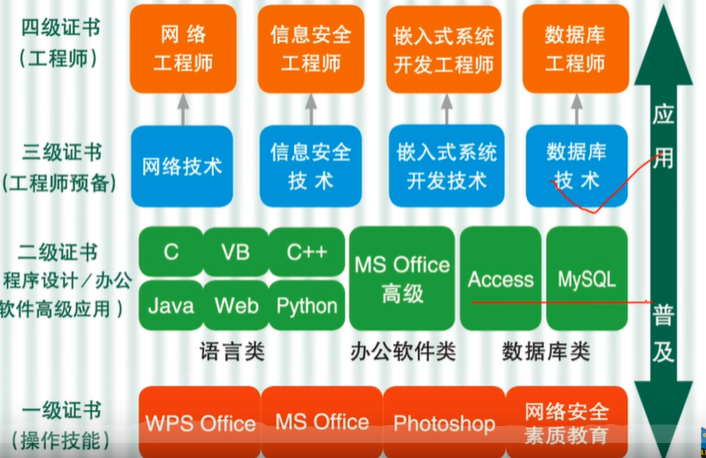 四级证书
（工程师）
网 络
工程师
信息安全
工程师
嵌入式系统
开发工程师
数据库
工程师
三级证书
(工程师预备)
网络技术
信息安全
技 术
嵌入式系统
开发技术
数据库
技 术
应
用
二级证书
程序设计／办公
软件高级应用 ）
C
VB
C++
Java
Web
Python
MS Office
高级
Access
MySQL
普
及
语言类
办公软件类
数据库类
一级证书
（操作技能）
WPS Office
MS Office
Photoshop
网络安全
素质教育